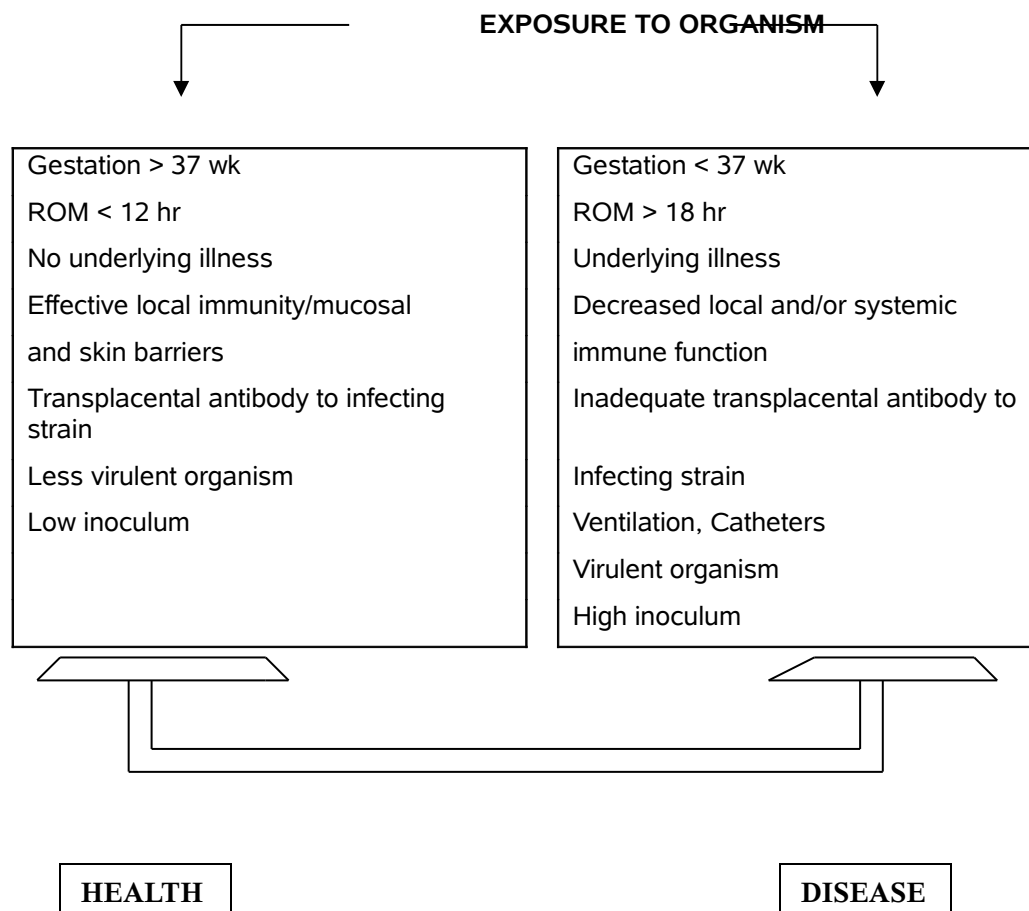 EXPOSURE TO ORGANISM
Gestation > 37 wk
ROM < 12 hr
No underlying illness
Effective local immunity/mucosal
and skin barriers
Transplacental antibody to infecting
strain
Less virulent organism
Low inoculum
Gestation < 37 wk
ROM > 18 hr
Underlying illness
Decreased local and/or systemic
immune function
Inadequate transplacental antibody to
Infecting strain
Ventilation, Catheters
Virulent organism
High inoculum
HEALTH
DISEASE